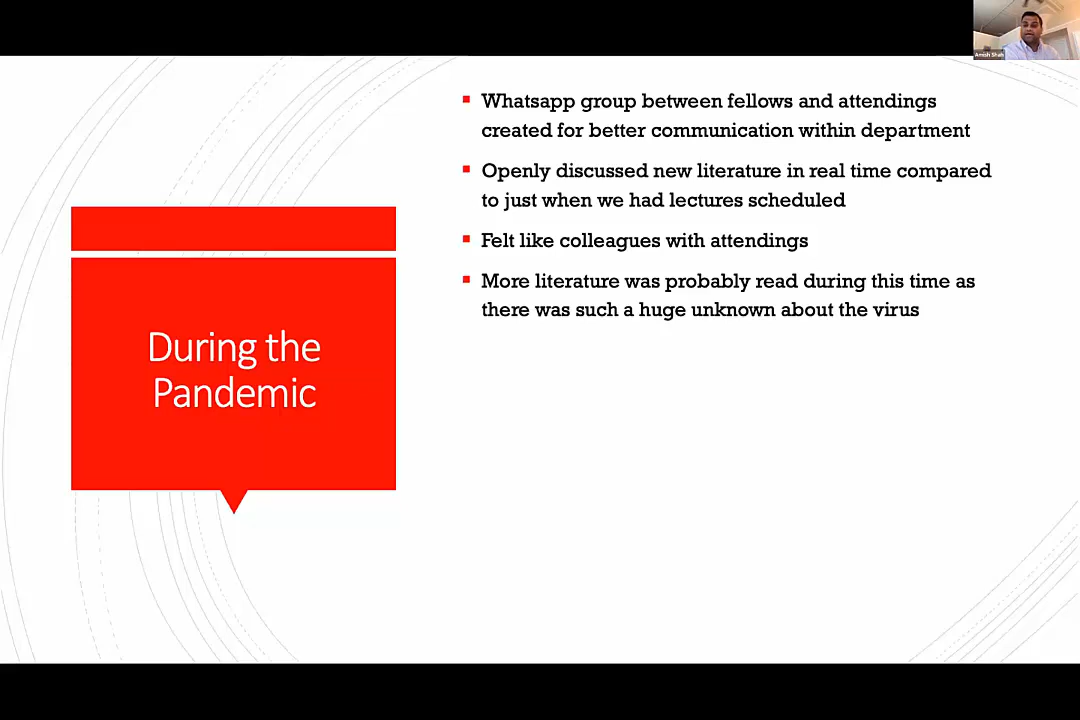 Amish Shah
Whatsapp group between fellows and attendings
created for better communication within department
Openly discussed new literature in real time compared
to just when we had lectures scheduled
Felt like colleagues with attendings
More literature was probably read during this time as
there was such a huge unknown about the virus
During the
Pandemic